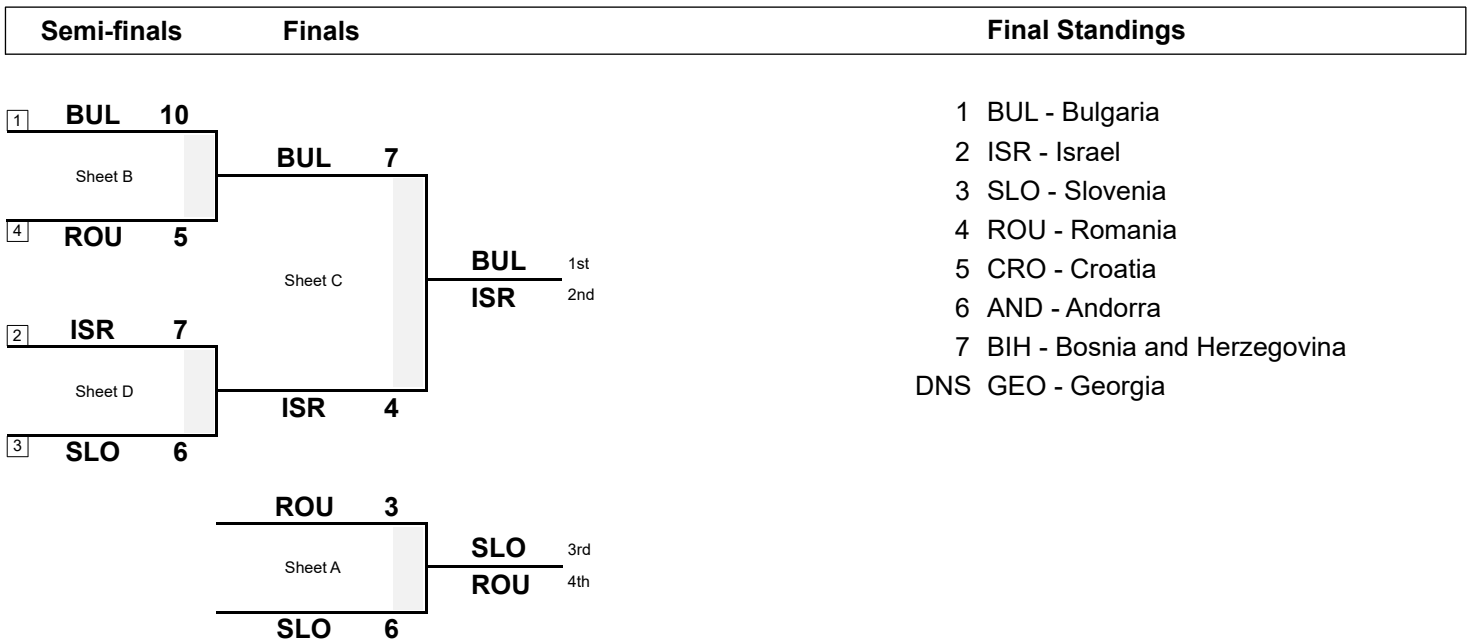 Semi-finals Finals Final Standings
1 BUL 10
Sheet B
4 ROU 5
BUL 7
Sheet C
ISR 4
2 ISR 7
Sheet D
3 SLO 6
BUL 1st
ISR 2nd
ROU 3
Sheet A
SLO 6
SLO 3rd
ROU 4th
1 BUL - Bulgaria
2 ISR - Israel
3 SLO - Slovenia
4 ROU - Romania
5 CRO - Croatia
6 AND - Andorra
7 BIH - Bosnia and Herzegovina
DNS GEO - Georgia